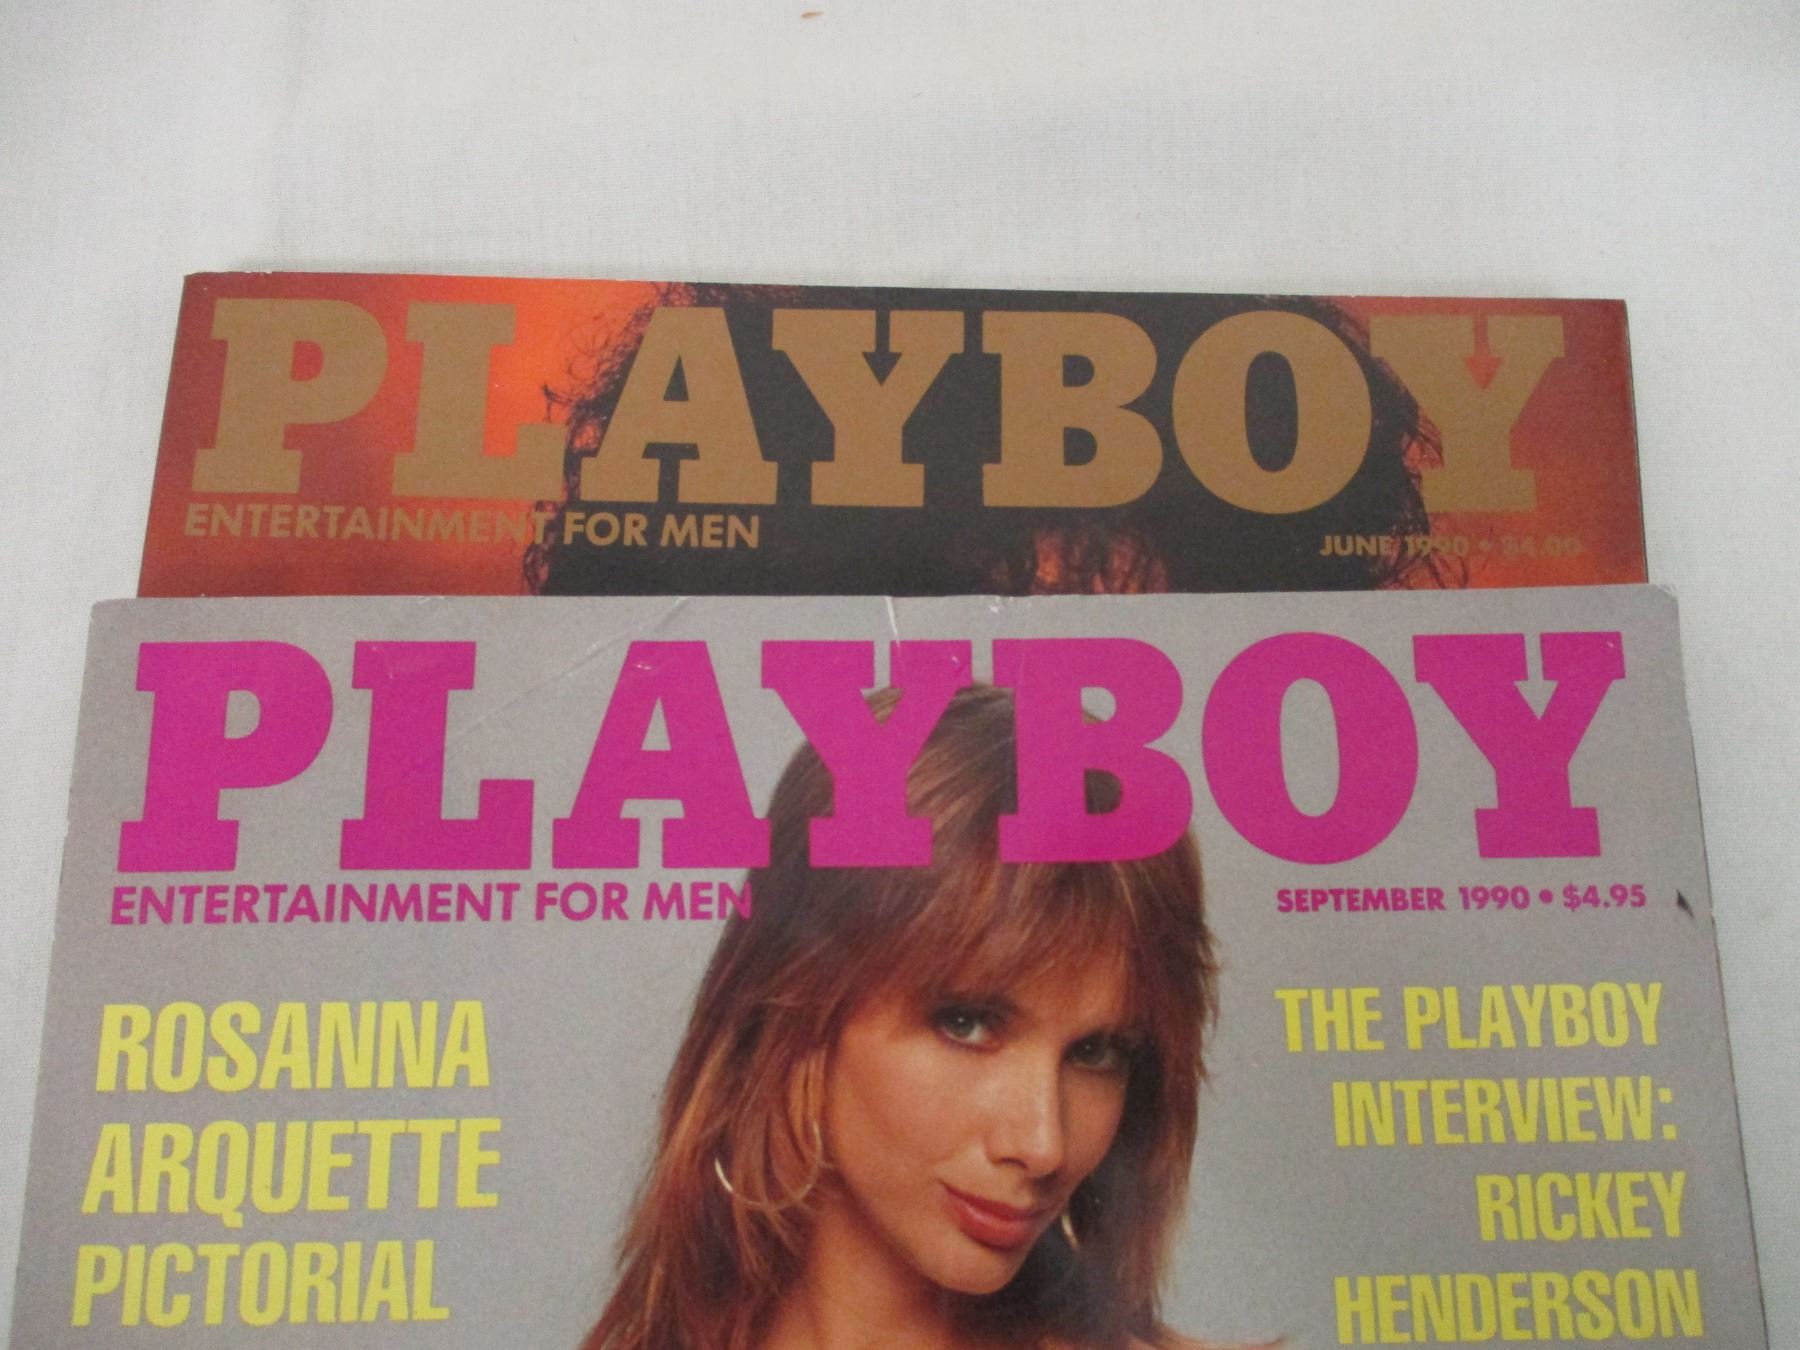 PLAYBOY
ENTERTAINMENT FOR MEN
JUNE 1990 • $4.00
PLAYBOY
ENTERTAINMENT FOR MEN
SEPTEMBER 1990 • $4.95
ROSANNA
ARQUETTE
PICTORIAL
THE PLAYBOY
INTERVIEW:
RICKEY
HENDERSON